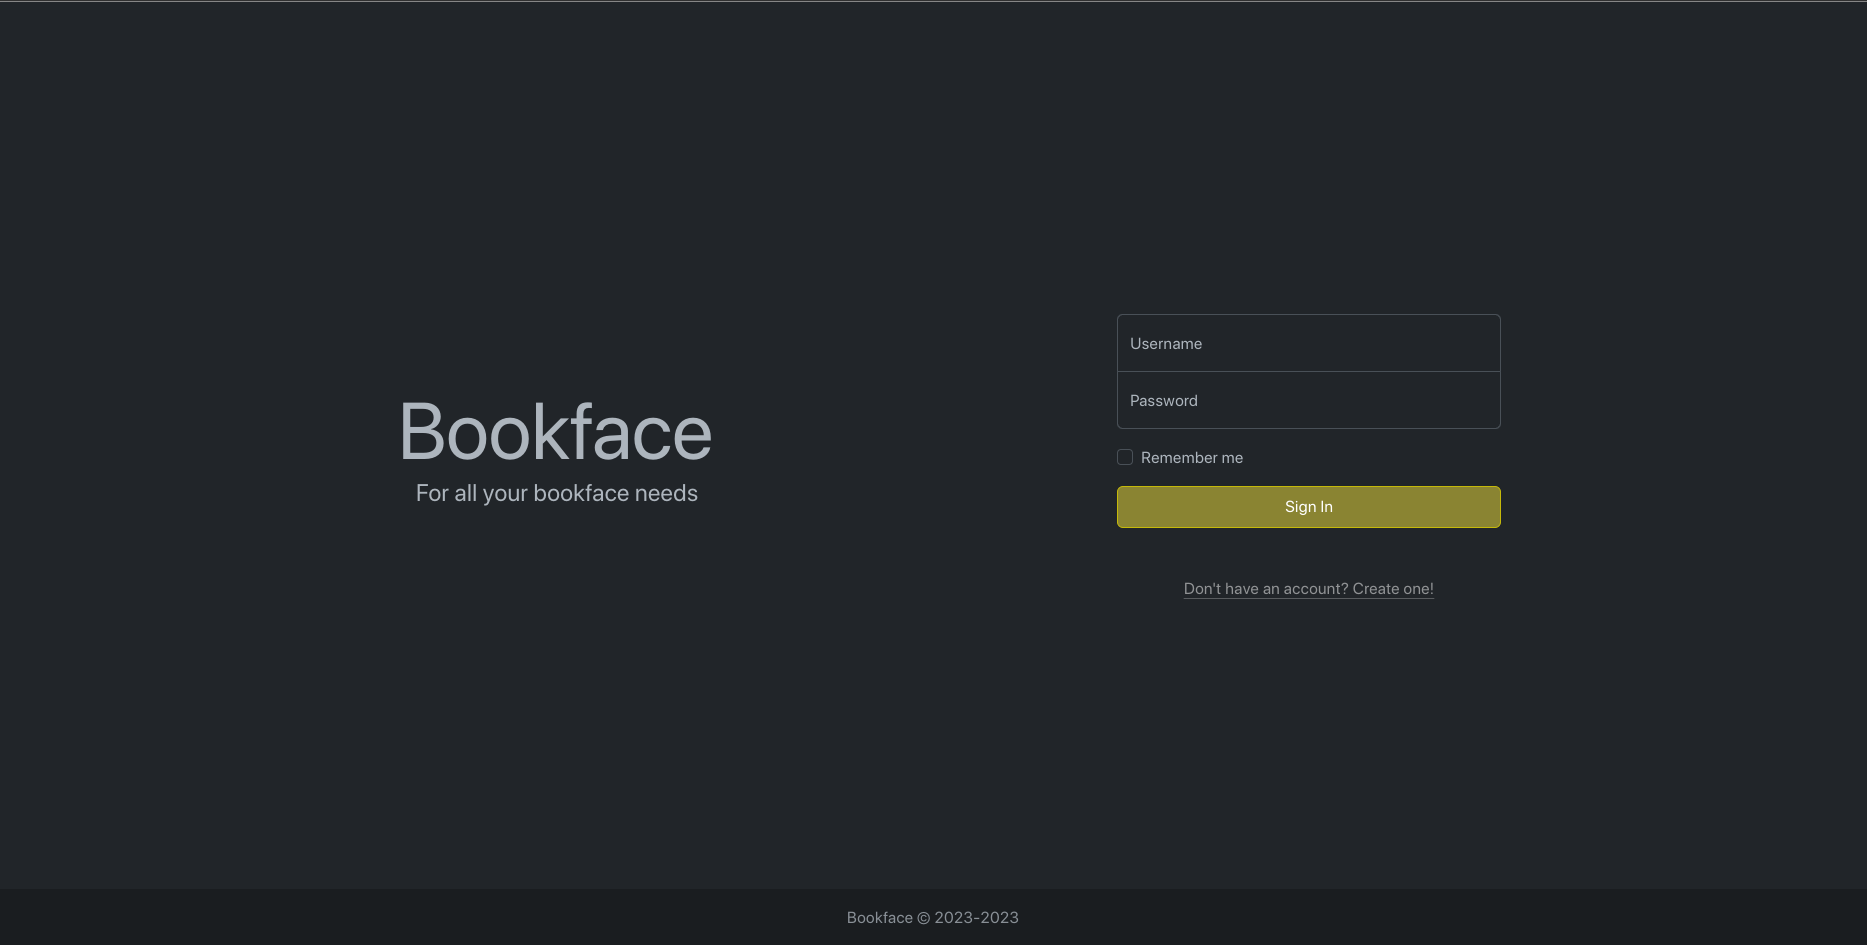 Bookface
For all your bookface needs
Username
Password
Remember me
Sign In
Don't have an account? Create one!
Bookface © 2023-2023